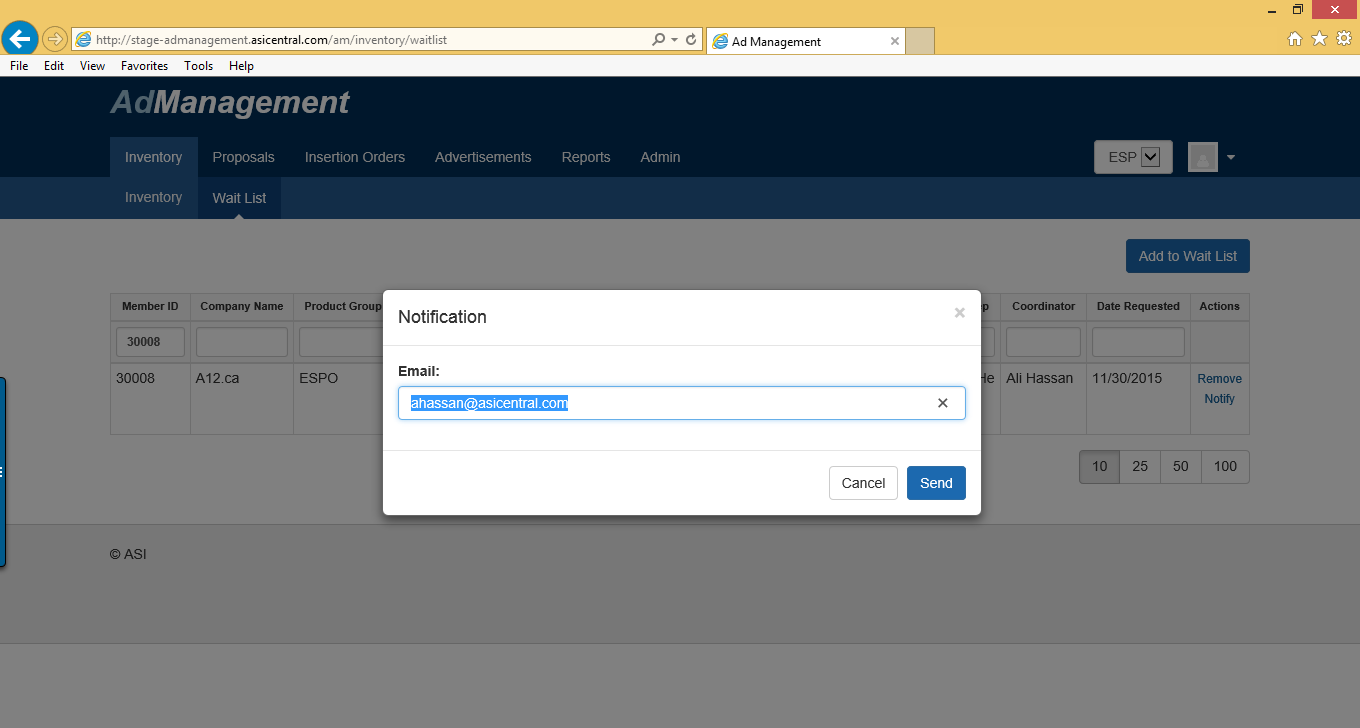 http://stage-admanagement.asicentral.com/am/inventory/waitlist
Ad Management
File Edit View Favorites Tools Help
AdManagement
Inventory Proposals Insertion Orders Advertisements Reports Admin
ESP
Inventory Wait List
Add to Wait List
Member ID Company Name Product Group p Coordinator Date Requested Actions
30008
30008 A12.ca ESPO He Ali Hassan 11/30/2015 Remove
Notify
Notification
×
Email:
ahassan@asicentral.com
Cancel Send
10 25 50 100
© ASI